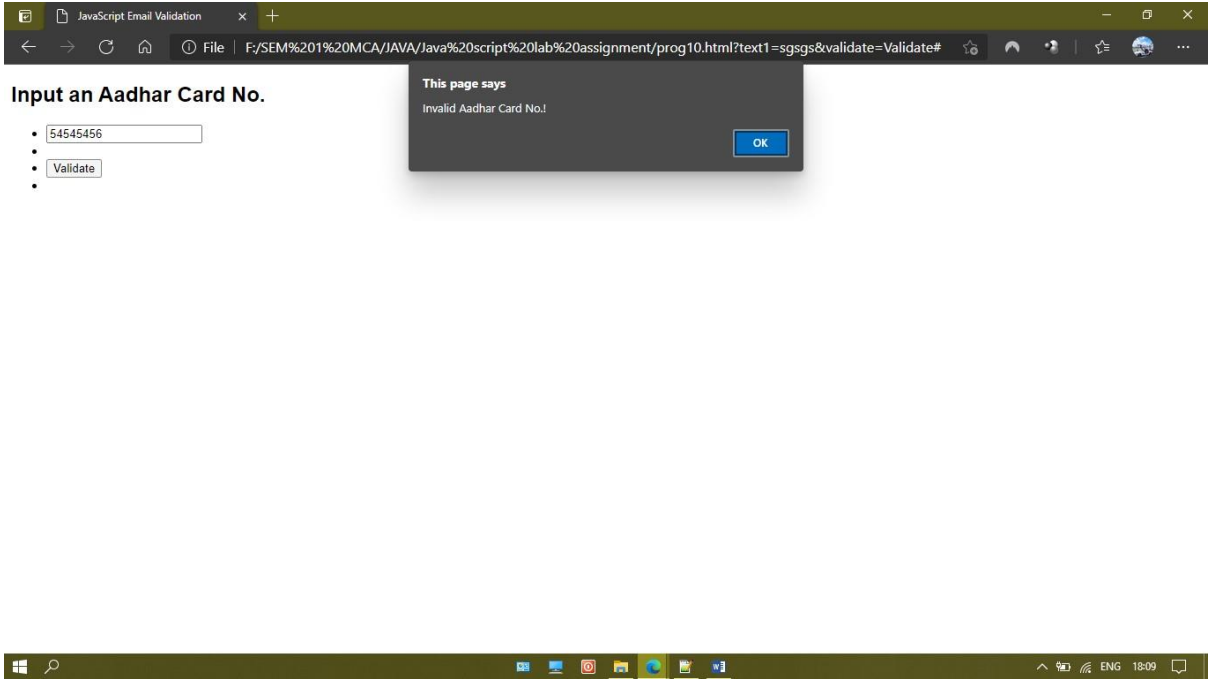 JavaScript Email Validation
File F:/SEM%201%20MCA/JAVA/Java%20script%20lab%20assignment/prog10.html?text1=sgsgs&validate=Validate#
This page says
Invalid Aadhar Card No.!
OK
Input an Aadhar Card No.
54545456
Validate
ENG 18:09